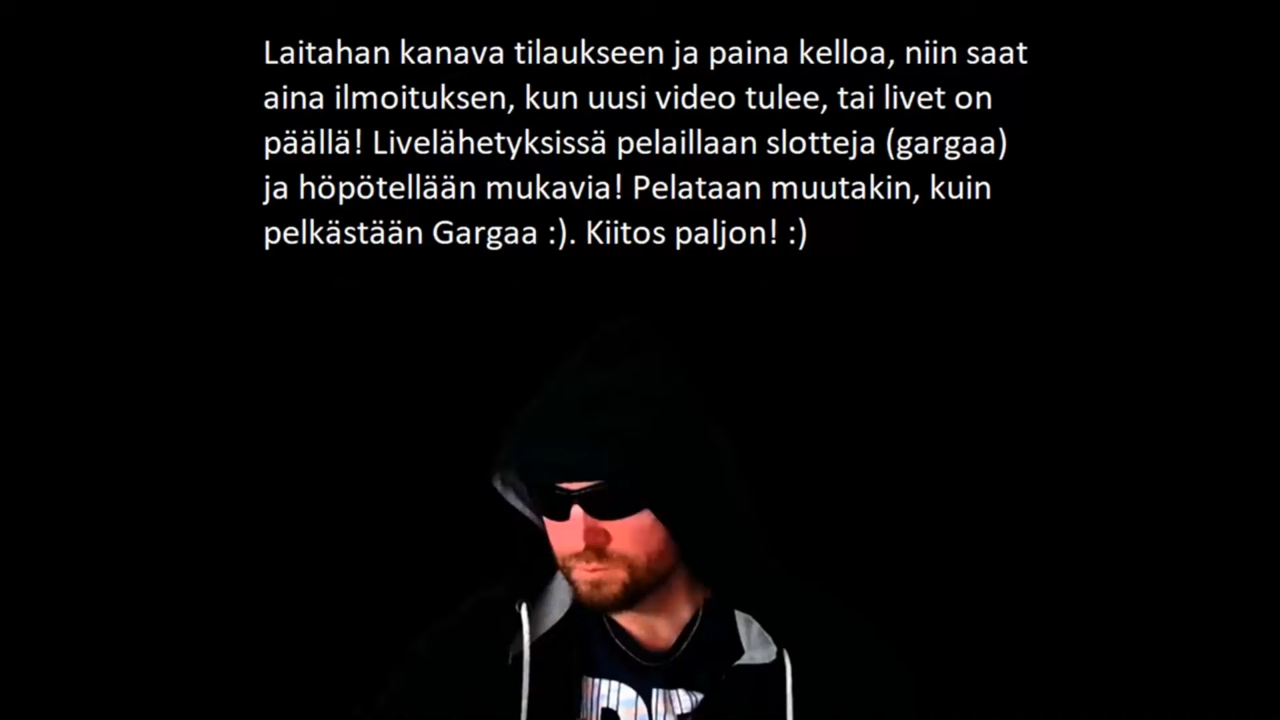 Laitahan kanava tilaukseen ja paina kelloa, niin saat
aina ilmoituksen, kun uusi video tulee, tai livet on
päällä! Livelähetyksissä pelaillaan slotteja (gargaa)
ja höpötellään mukavia! Pelataan muutakin, kuin
pelkästään Gargaa :). Kiitos paljon! :)